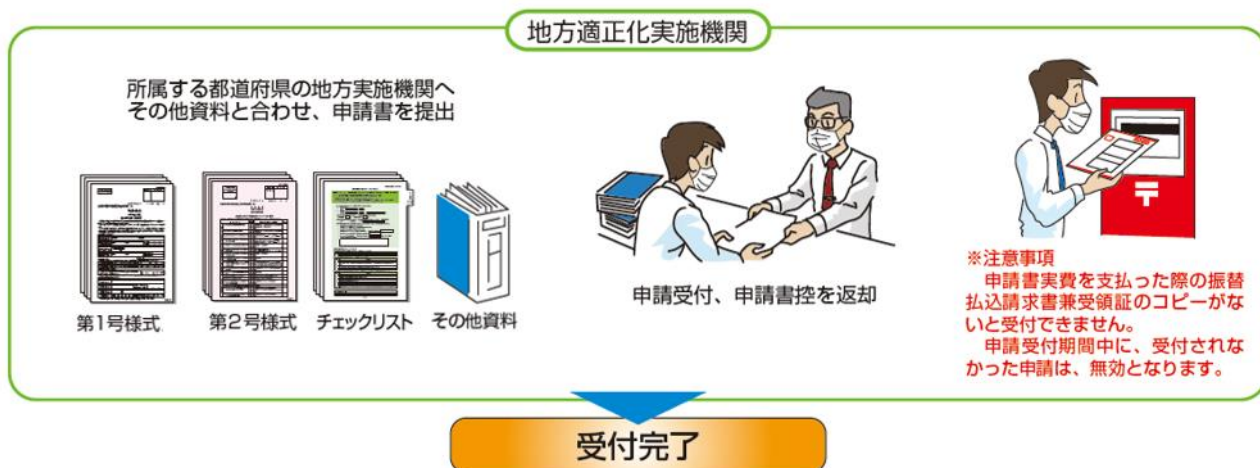 地方適正化実施機関
所属する都道府県の地方実施機関へ
その他資料と合わせ、申請書を提出
第1号様式
第2号様式
チェックリスト
その他資料
申請受付、申請書控を返却
※注意事項
申請書実費を支払った際の振替
払込請求書兼受領証のコピーがな
いと受付できません。
申請受付期間中に、受付されな
かった申請は、無効となります。
受付完了